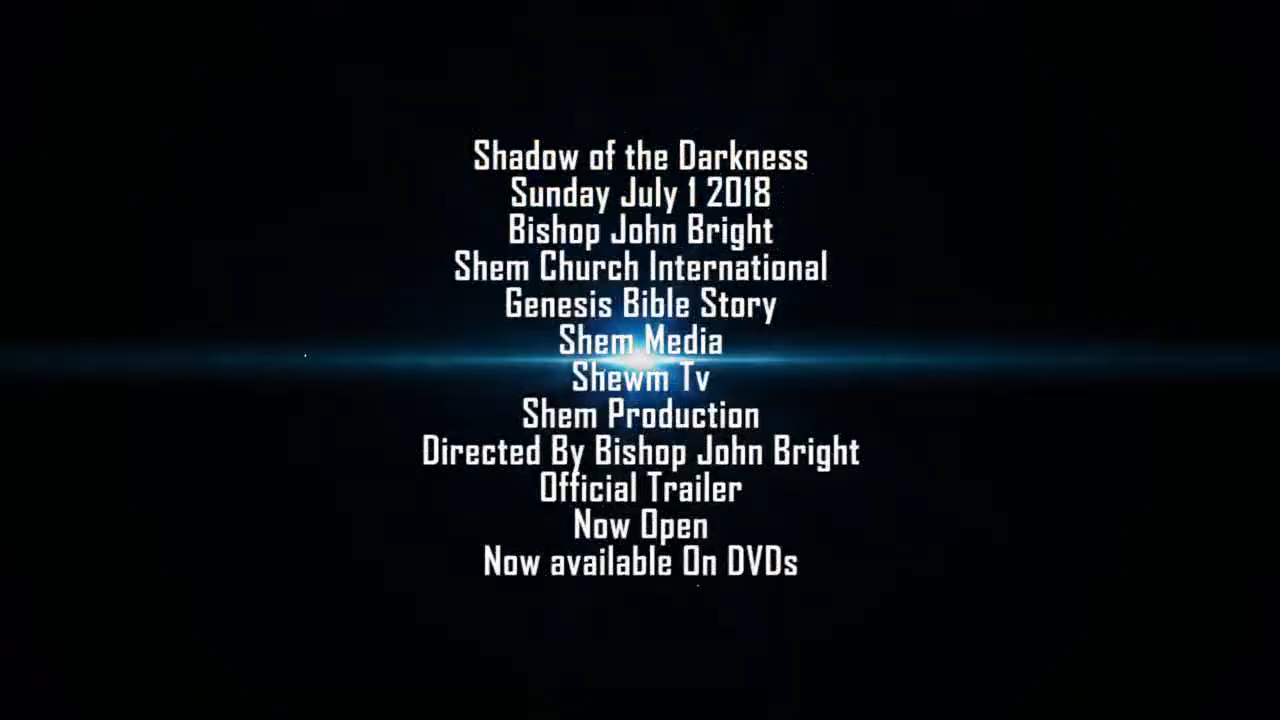 Shadow of the Darkness
Sunday July 1 2018
Bishop John Bright
Shem Church International
Genesis Bible Story
Shem Media
Shewm Tv
Shem Production
Directed By Bishop John Bright
Official Trailer
Now Open
Now available On DVDs